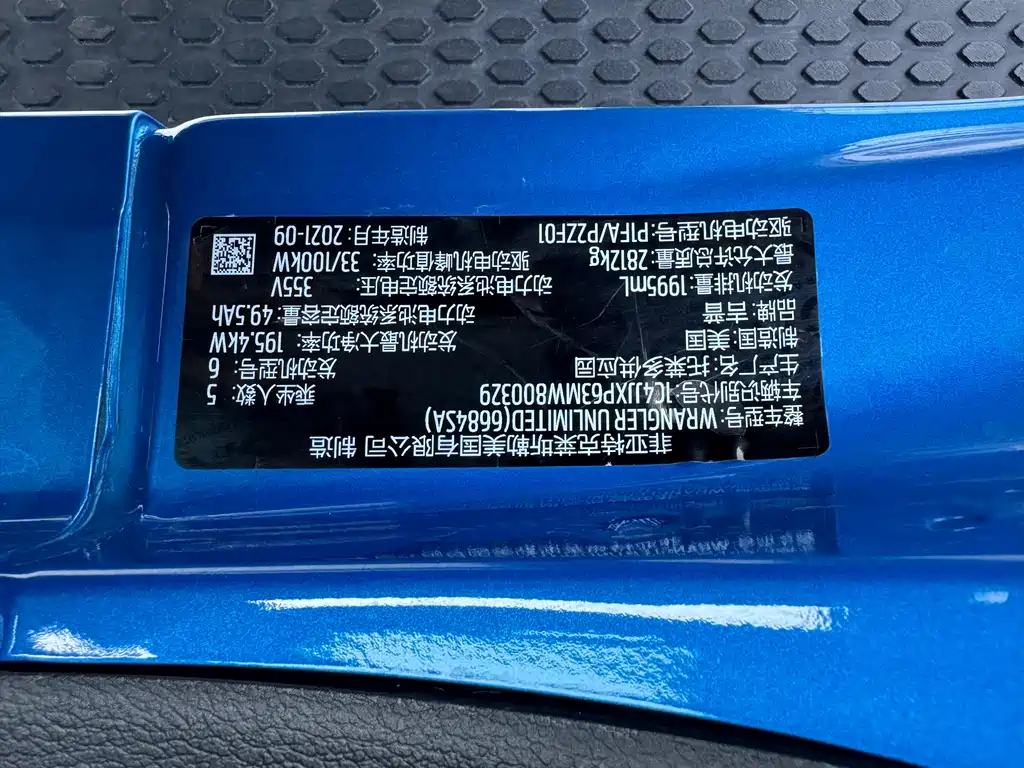 菲亚特克莱斯勒美国有限公司 制造
整车型号:WRANGLER UNLIMITED(6684SA)
车辆识别代号:1C4JJXP63MW800329 乘坐人数: 5
生产厂名:托莱多供应园 发动机型号: 6
制造国:美国 发动机最大净功率: 195.4kW
品牌:吉普 动力电池系统额定容量:49.5Ah
发动机排量:1995mL 动力电池系统额定电压: 355V
最大允许总质量:2812kg 驱动电机峰值功率: 33/100kW
驱动电机型号:P1FA/P2ZF01 制造年月: 2021-09